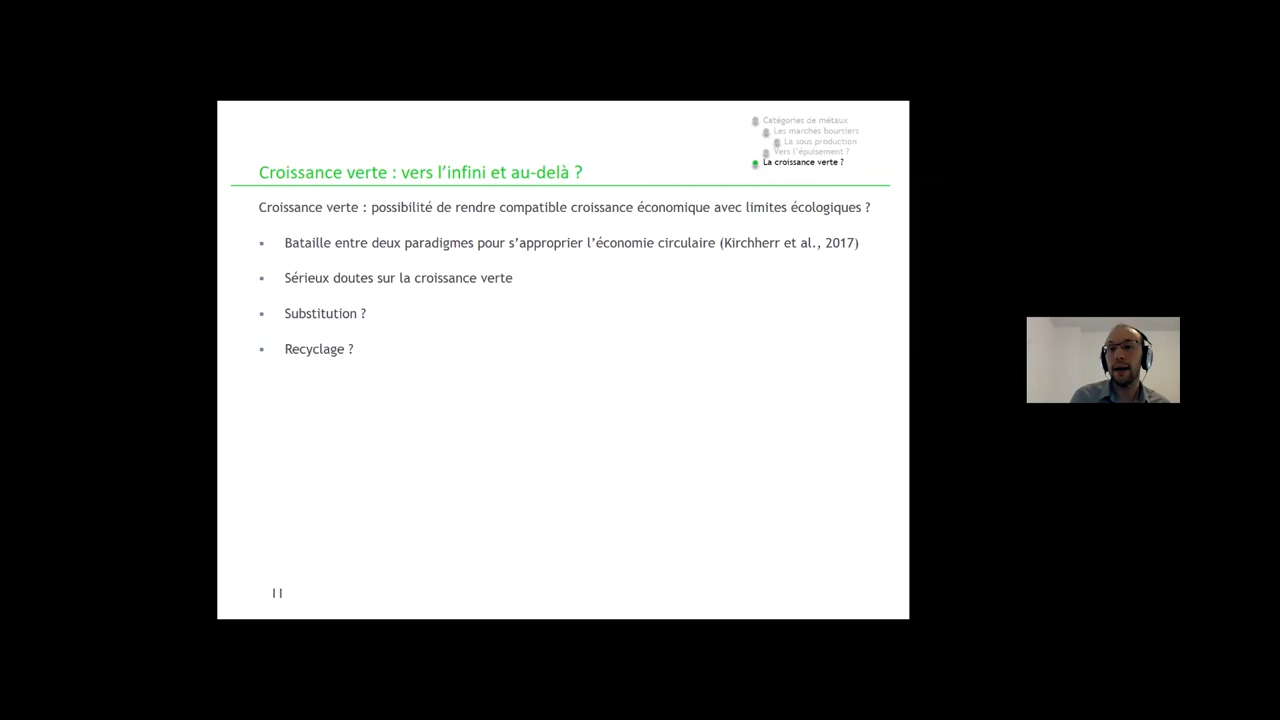 Catégories de métaux
Les marchés boursiers
La sous production
Vers l'épuisement ?
La croissance verte ?
Croissance verte : vers l'infini et au-delà ?
Croissance verte : possibilité de rendre compatible croissance économique avec limites écologiques ?
▪ Bataille entre deux paradigmes pour s'approprier l'économie circulaire (Kirchherr et al., 2017)
▪ Sérieux doutes sur la croissance verte
▪ Substitution ?
▪ Recyclage ?
11